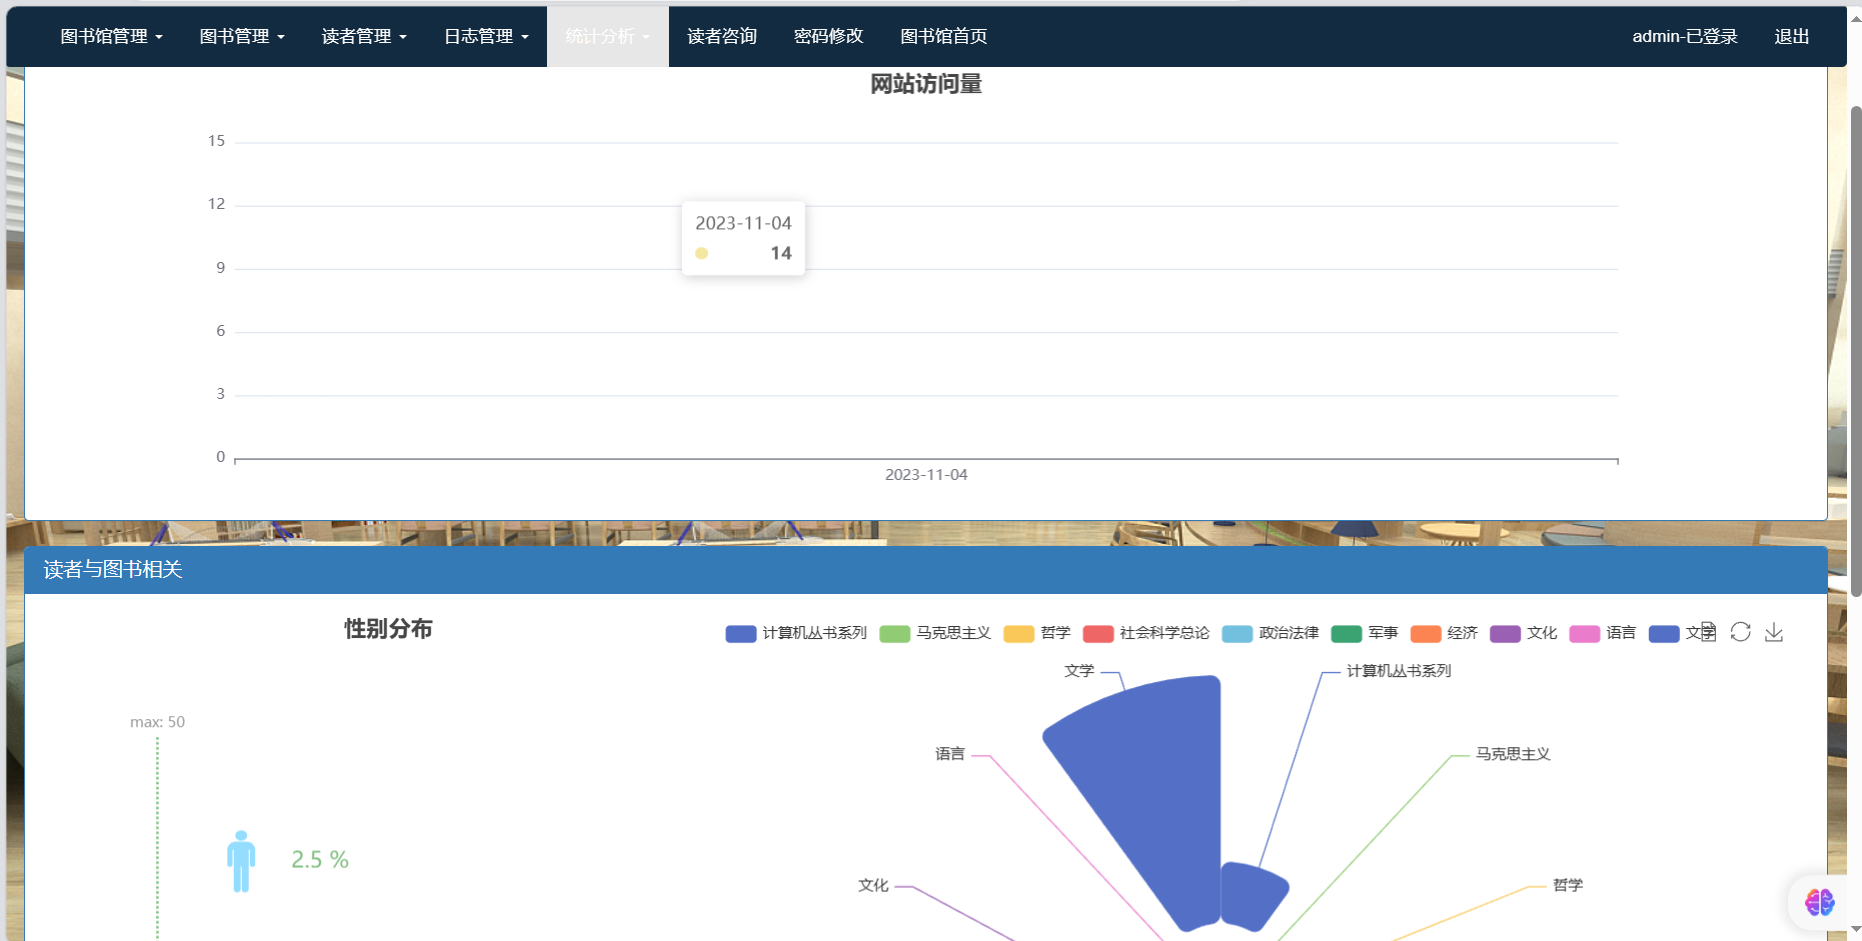 图书馆管理 图书管理 读者管理 日志管理 统计分析 读者咨询 密码修改 图书馆首页 admin-已登录 退出
网站访问量
15
12
2023-11-04
14
9
6
3
0
2023-11-04
读者与图书相关
性别分布
计算机丛书系列 马克思主义 哲学 社会科学总论 政治法律 军事 经济 文化 语言 文学
文学 计算机丛书系列
max: 50
语言 马克思主义
2.5 %
文化 哲学